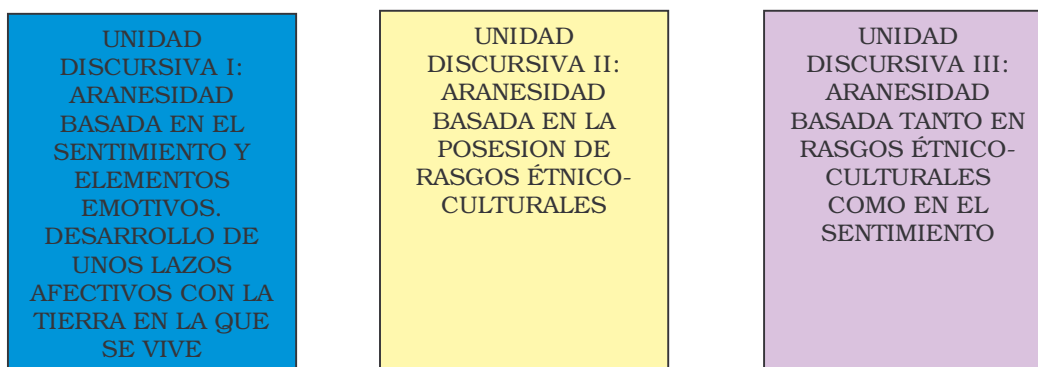 UNIDAD
DISCURSIVA I:
ARANESIDAD
BASADA EN EL
SENTIMIENTO Y
ELEMENTOS
EMOTIVOS.
DESARROLLO DE
UNOS LAZOS
AFECTIVOS CON LA
TIERRA EN LA QUE
SE VIVE
UNIDAD
DISCURSIVA II:
ARANESIDAD
BASADA EN LA
POSESION DE
RASGOS ÉTNICO-
CULTURALES
UNIDAD
DISCURSIVA III:
ARANESIDAD
BASADA TANTO EN
RASGOS ÉTNICO-
CULTURALES
COMO EN EL
SENTIMIENTO